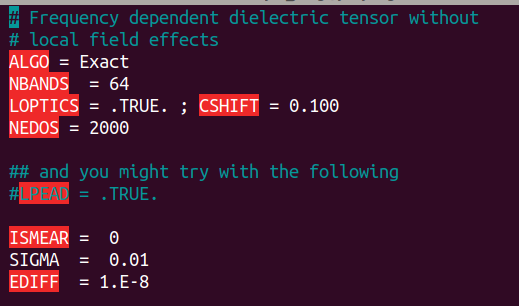 # Frequency dependent dielectric tensor without
# local field effects
ALGO = Exact
NBANDS  = 64
LOPTICS = .TRUE. ; CSHIFT = 0.100
NEDOS = 2000
## and you might try with the following
#LPEAD = .TRUE.
ISMEAR =  0
SIGMA  =  0.01
EDIFF  = 1.E-8